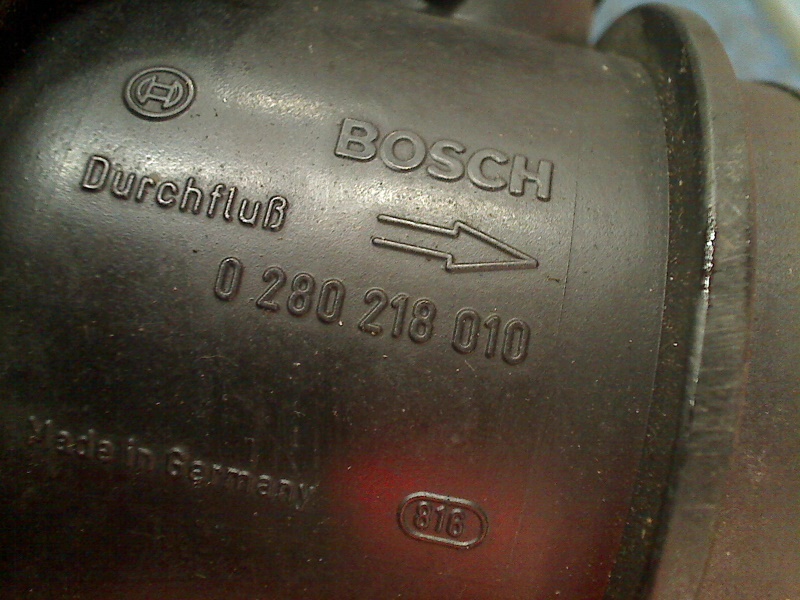 BOSCH
Durchfluß
0 280 218 010
Made in Germany
816